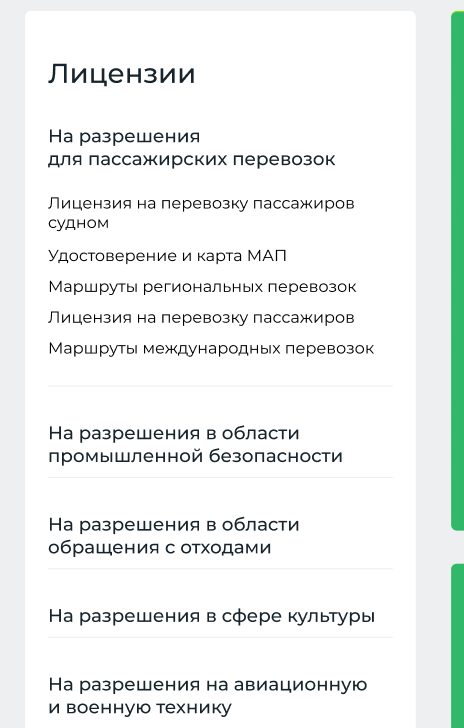 Лицензии
На разрешения
для пассажирских перевозок
Лицензия на перевозку пассажиров
судном
Удостоверение и карта МАП
Маршруты региональных перевозок
Лицензия на перевозку пассажиров
Маршруты международных перевозок
На разрешения в области
промышленной безопасности
На разрешения в области
обращения с отходами
На разрешения в сфере культуры
На разрешения на авиационную
и военную технику